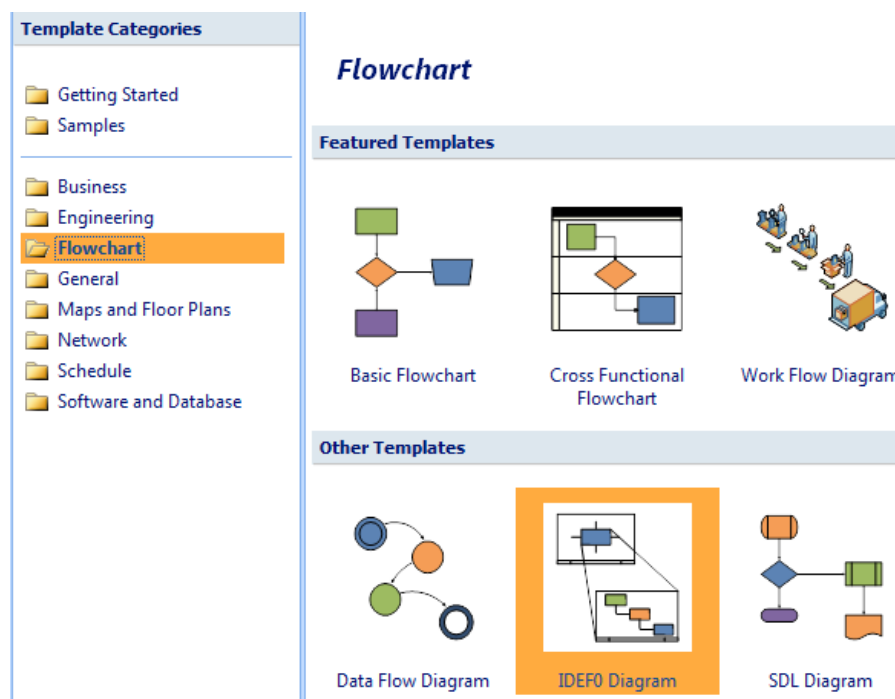 Template Categories
Getting Started
Samples
Business
Engineering
Flowchart
General
Maps and Floor Plans
Network
Schedule
Software and Database
Flowchart
Featured Templates
Basic Flowchart
Cross Functional
Flowchart
Work Flow Diagram
Other Templates
Data Flow Diagram
IDEF0 Diagram
SDL Diagram